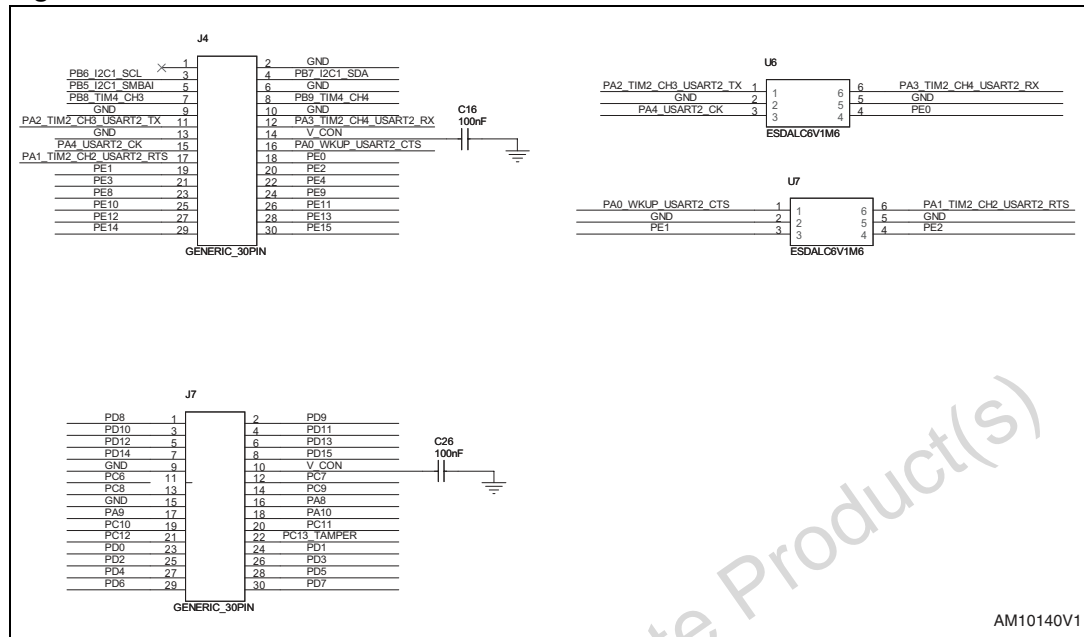 J4
1 2 GND
PB6_I2C1_SCL 3 4 PB7_I2C1_SDA
PB5_I2C1_SMBAI 5 6 GND
PB8_TIM4_CH3 7 8 PB9_TIM4_CH4
GND 9 10 GND
PA2_TIM2_CH3_USART2_TX 11 12 PA3_TIM2_CH4_USART2_RX
GND 13 14 V_CON
PA4_USART2_CK 15 16 PA0_WKUP_USART2_CTS
PA1_TIM2_CH2_USART2_RTS 17 18 PE0
PE1 19 20 PE2
PE3 21 22 PE4
PE8 23 24 PE9
PE10 25 26 PE11
PE12 27 28 PE13
PE14 29 30 PE15
GENERIC_30PIN
C16
100nF
U6
PA2_TIM2_CH3_USART2_TX 1 1 6 6 PA3_TIM2_CH4_USART2_RX
GND 2 2 5 5 GND
PA4_USART2_CK 3 3 4 4 PE0
ESDALC6V1M6
U7
PA0_WKUP_USART2_CTS 1 1 6 6 PA1_TIM2_CH2_USART2_RTS
GND 2 2 5 5 GND
PE1 3 3 4 4 PE2
ESDALC6V1M6
J7
PD8 1 2 PD9
PD10 3 4 PD11
PD12 5 6 PD13
PD14 7 8 PD15
GND 9 10 V_CON
PC6 11 12 PC7
PC8 13 14 PC9
GND 15 16 PA8
PA9 17 18 PA10
PC10 19 20 PC11
PC12 21 22 PC13_TAMPER
PD0 23 24 PD1
PD2 25 26 PD3
PD4 27 28 PD5
PD6 29 30 PD7
GENERIC_30PIN
C26
100nF
Product(s)
AM10140V1